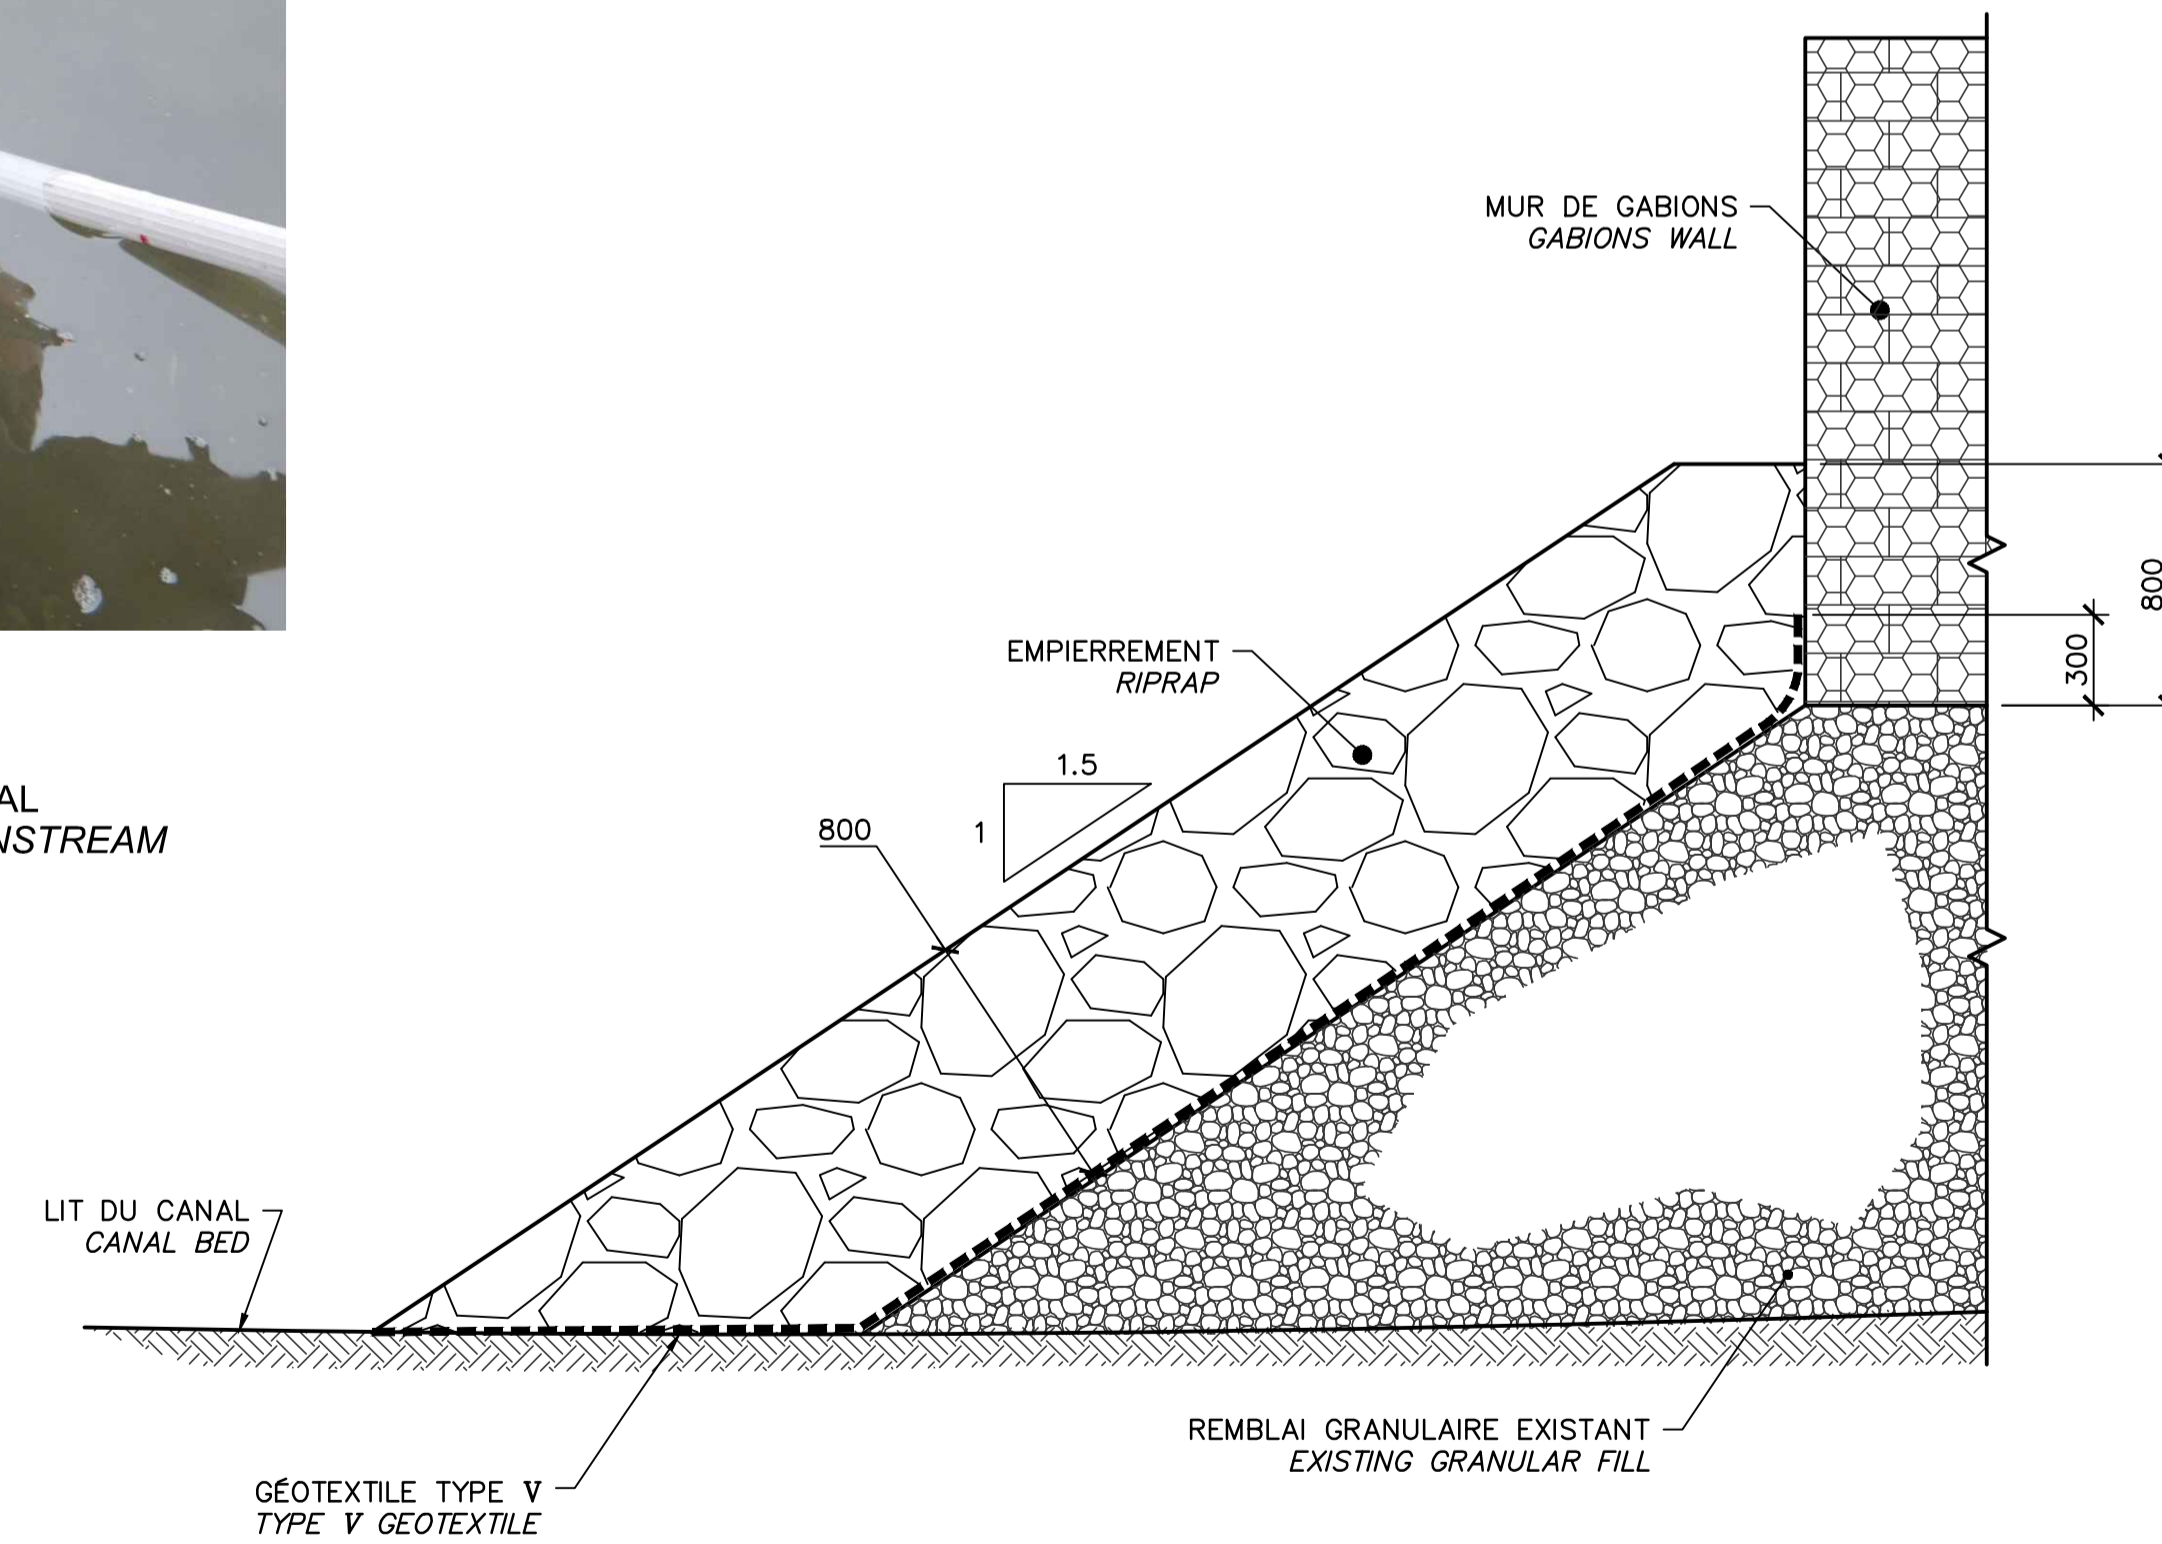 MUR DE GABIONS
GABIONS WALL
EMPIERREMENT
RIPRAP
800
300
1.5
1
800
AL
NSTREAM
LIT DU CANAL
CANAL BED
REMBLAI GRANULAIRE EXISTANT
EXISTING GRANULAR FILL
GÉOTEXTILE TYPE V
TYPE V GEOTEXTILE